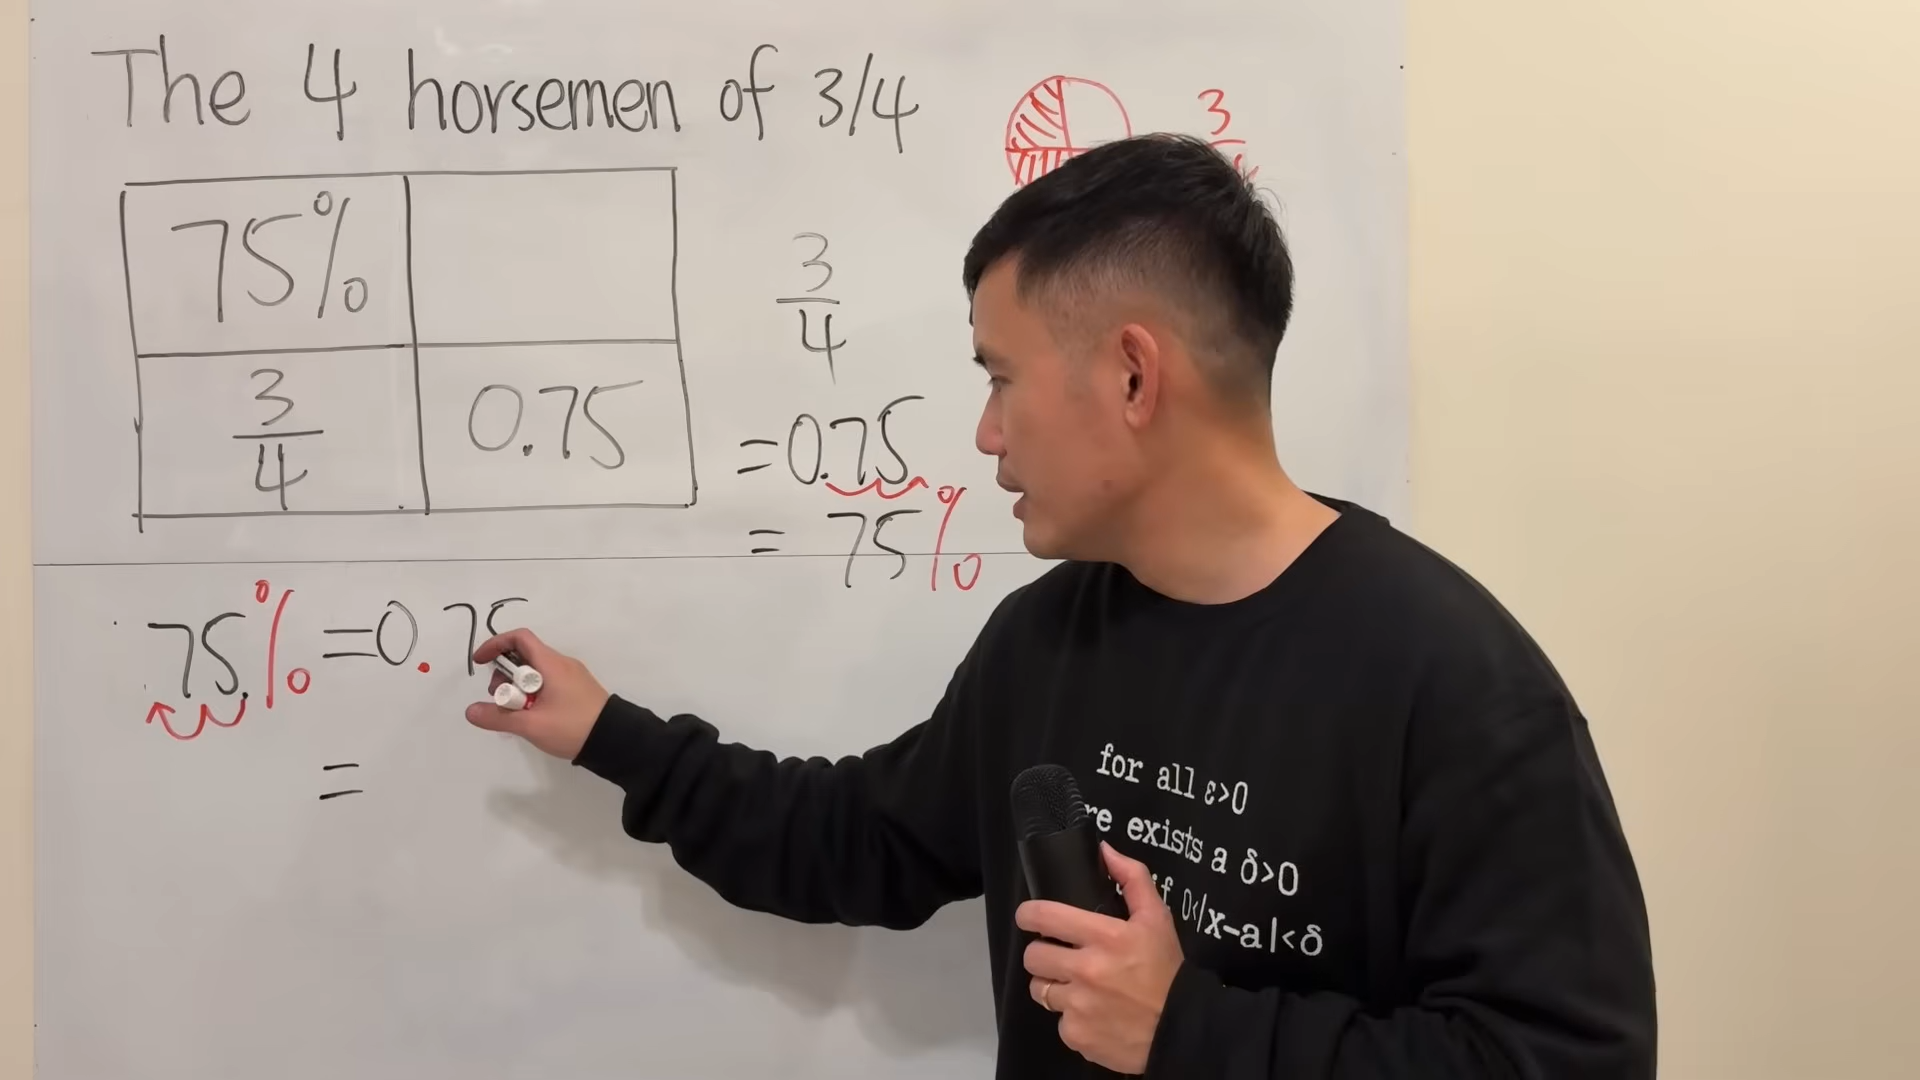 The 4 horsemen of 3/4
3
75%
3
4
3
4
0.75
= 0.75
= 75%
75% = 0.75
=
for all ε>0
exists a δ>0
if 0<|x-a|<δ